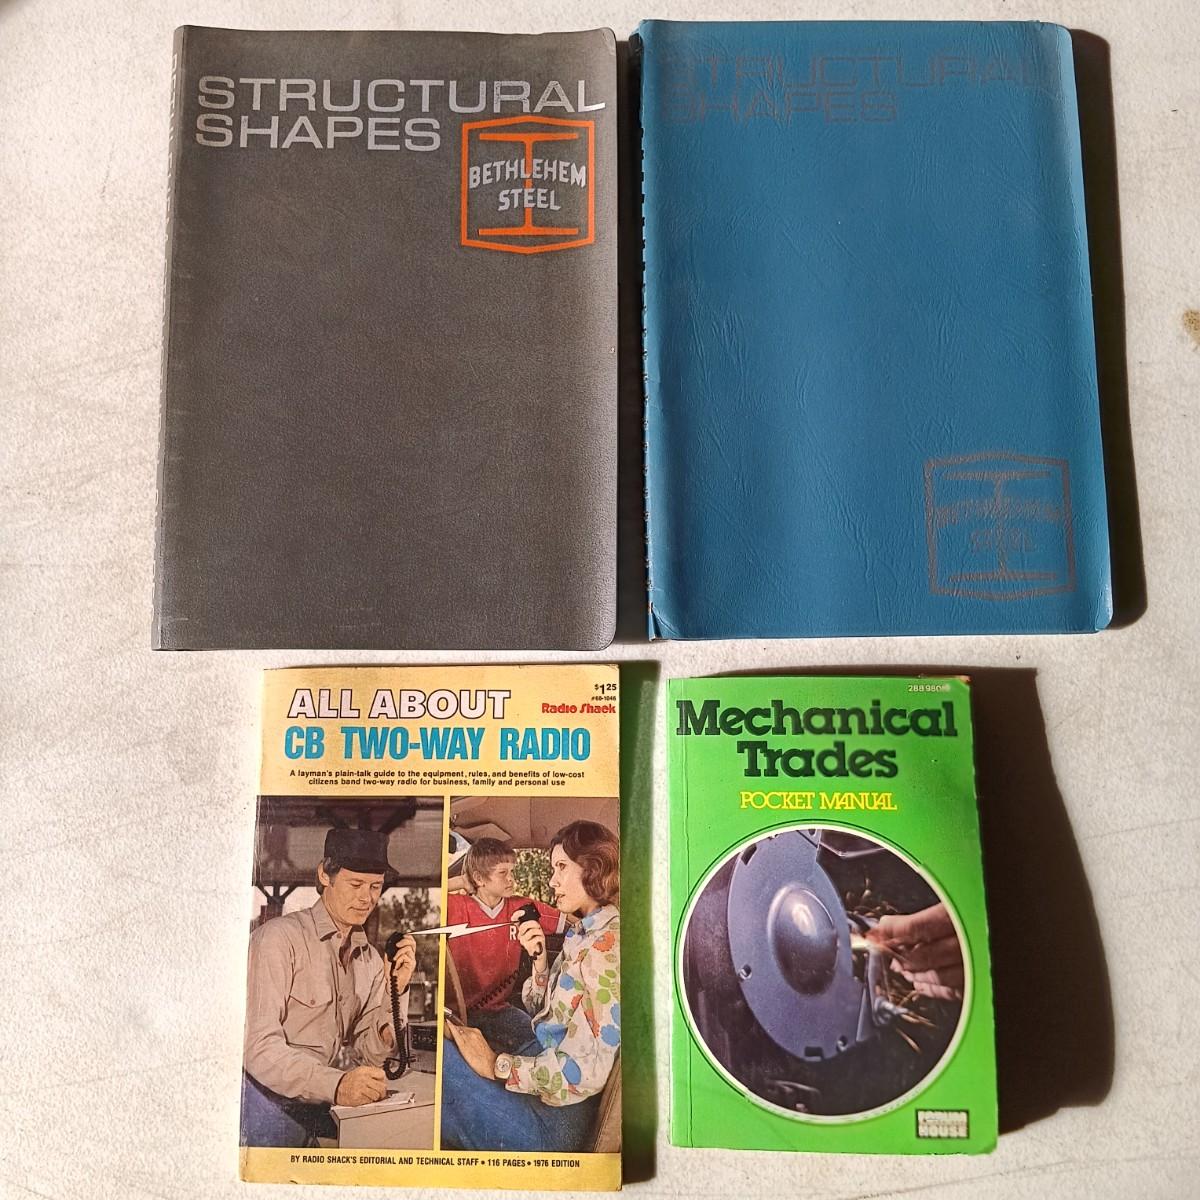 STRUCTURAL
SHAPES
BETHLEHEM
STEEL
STRUCTURAL
SHAPES
BETHLEHEM
STEEL
ALL ABOUT
$1.25
#68-1046
Radio Shack
CB TWO-WAY RADIO
A layman's plain-talk guide to the equipment, rules, and benefits of low-cost
citizens band two-way radio for business, family and personal use
R
BY RADIO SHACK'S EDITORIAL AND TECHNICAL STAFF • 116 PAGES • 1976 EDITION
Mechanical
Trades
POCKET MANUAL
HOUSE